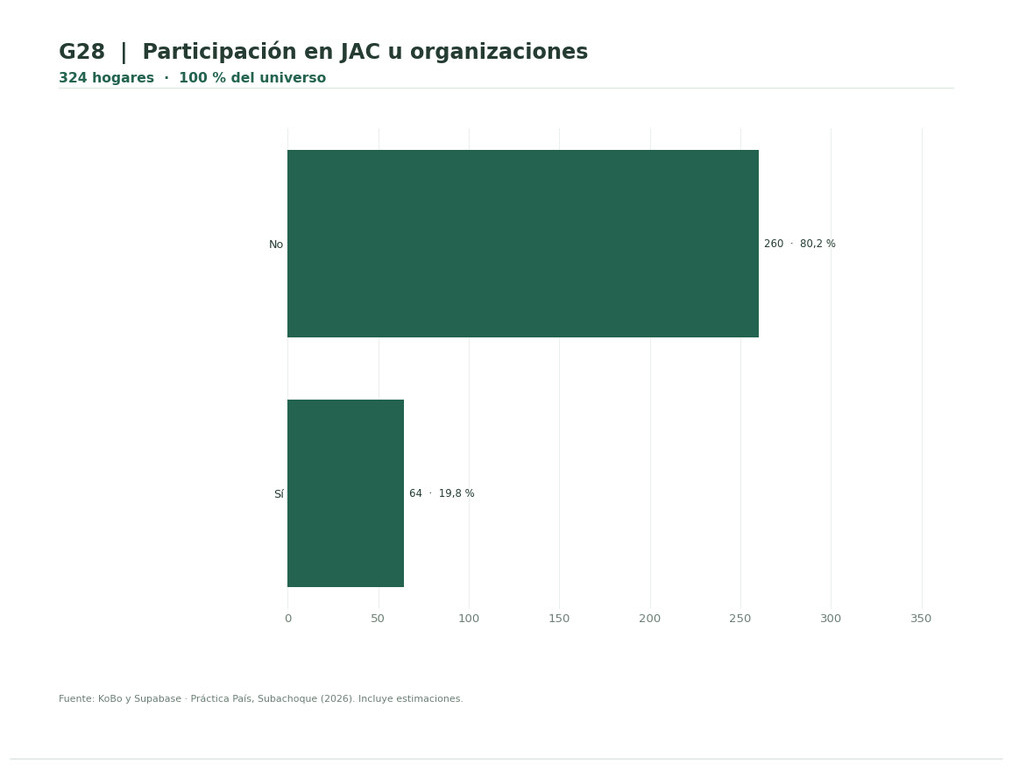 G28 | Participación en JAC u organizaciones
324 hogares · 100 % del universo
No
260 · 80,2 %
Sí
64 · 19,8 %
0 50 100 150 200 250 300 350
Fuente: KoBo y Supabase · Práctica País, Subachoque (2026). Incluye estimaciones.